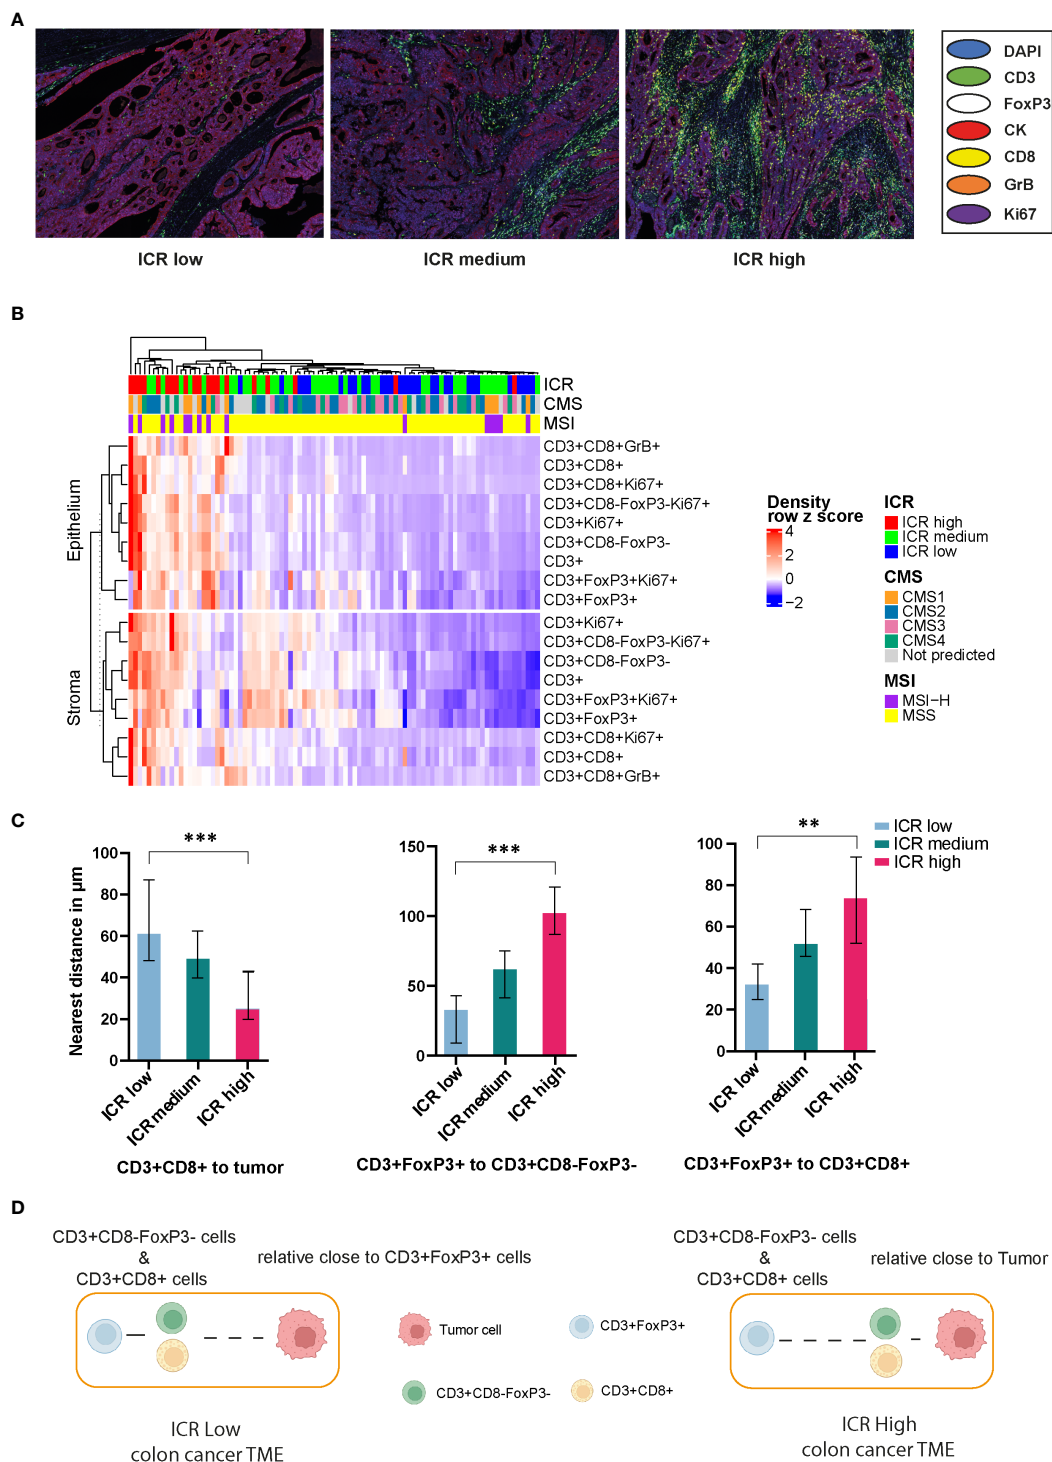 A
DAPI
CD3
FoxP3
CK
CD8
GrB
Ki67
ICR low
ICR medium
ICR high
B
ICR
CMS
MSI
Epithelium
CD3+CD8+GrB+
CD3+CD8+
CD3+CD8+Ki67+
CD3+CD8-FoxP3-Ki67+
CD3+Ki67+
CD3+CD8-FoxP3-
CD3+
CD3+FoxP3+Ki67+
CD3+FoxP3+
Stroma
CD3+Ki67+
CD3+CD8-FoxP3-Ki67+
CD3+CD8-FoxP3-
CD3+
CD3+FoxP3+Ki67+
CD3+FoxP3+
CD3+CD8+Ki67+
CD3+CD8+
CD3+CD8+GrB+
Density
row z score
4
2
0
−2
ICR
ICR high
ICR medium
ICR low
CMS
CMS1
CMS2
CMS3
CMS4
Not predicted
MSI
MSI−H
MSS
C
Nearest distance in µm
100
80
60
40
20
0
***
ICR low
ICR medium
ICR high
CD3+CD8+ to tumor
150
100
50
0
***
ICR low
ICR medium
ICR high
CD3+FoxP3+ to CD3+CD8-FoxP3-
100
80
60
40
20
0
**
ICR low
ICR medium
ICR high
CD3+FoxP3+ to CD3+CD8+
ICR low
ICR medium
ICR high
D
CD3+CD8-FoxP3- cells
&
CD3+CD8+ cells
relative close to CD3+FoxP3+ cells
CD3+CD8-FoxP3- cells
&
CD3+CD8+ cells
relative close to Tumor
Tumor cell
CD3+FoxP3+
CD3+CD8-FoxP3-
CD3+CD8+
ICR Low
colon cancer TME
ICR High
colon cancer TME